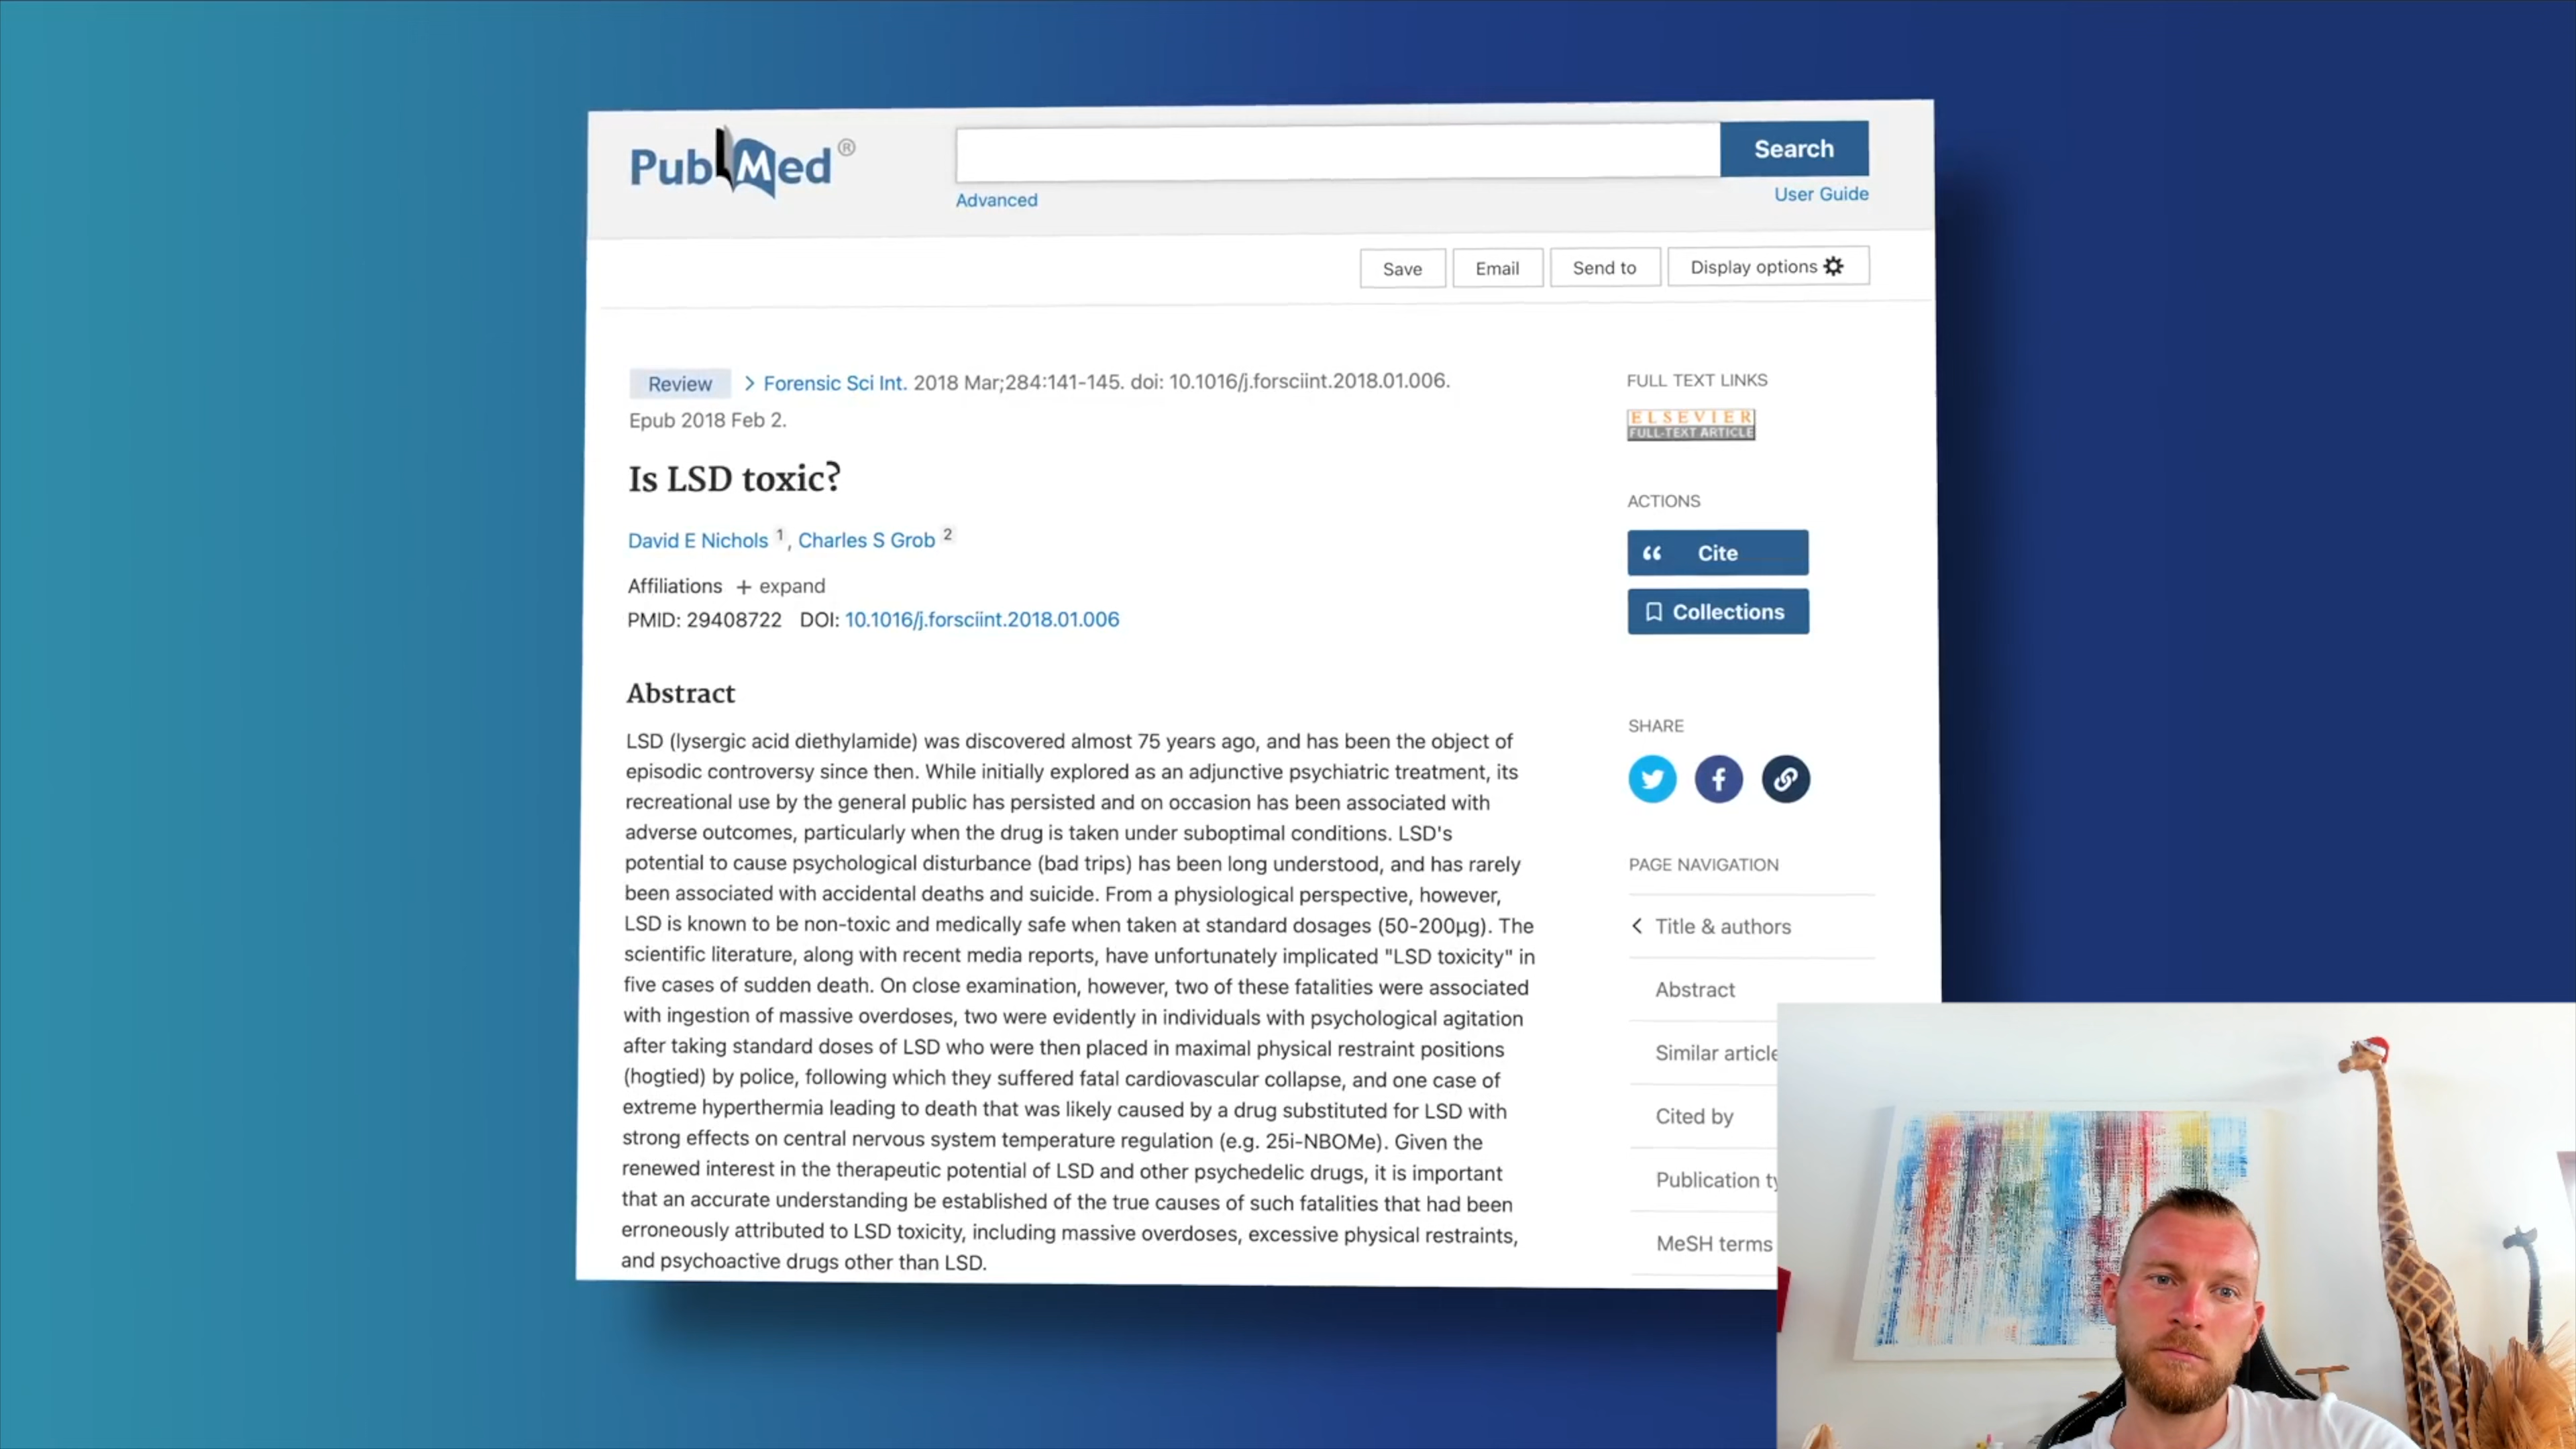 PubMed®
Search
Advanced
User Guide
Save
Email
Send to
Display options
Review > Forensic Sci Int. 2018 Mar;284:141-145. doi: 10.1016/j.forsciint.2018.01.006.
Epub 2018 Feb 2.
Is LSD toxic?
David E Nichols 1, Charles S Grob 2
Affiliations + expand
PMID: 29408722 DOI: 10.1016/j.forsciint.2018.01.006
Abstract
LSD (lysergic acid diethylamide) was discovered almost 75 years ago, and has been the object of
episodic controversy since then. While initially explored as an adjunctive psychiatric treatment, its
recreational use by the general public has persisted and on occasion has been associated with
adverse outcomes, particularly when the drug is taken under suboptimal conditions. LSD's
potential to cause psychological disturbance (bad trips) has been long understood, and has rarely
been associated with accidental deaths and suicide. From a physiological perspective, however,
LSD is known to be non-toxic and medically safe when taken at standard dosages (50-200μg). The
scientific literature, along with recent media reports, have unfortunately implicated "LSD toxicity" in
five cases of sudden death. On close examination, however, two of these fatalities were associated
with ingestion of massive overdoses, two were evidently in individuals with psychological agitation
after taking standard doses of LSD who were then placed in maximal physical restraint positions
(hogtied) by police, following which they suffered fatal cardiovascular collapse, and one case of
extreme hyperthermia leading to death that was likely caused by a drug substituted for LSD with
strong effects on central nervous system temperature regulation (e.g. 25i-NBOMe). Given the
renewed interest in the therapeutic potential of LSD and other psychedelic drugs, it is important
that an accurate understanding be established of the true causes of such fatalities that had been
erroneously attributed to LSD toxicity, including massive overdoses, excessive physical restraints,
and psychoactive drugs other than LSD.
FULL TEXT LINKS
ELSEVIER
FULL-TEXT ARTICLE
ACTIONS
Cite
Collections
SHARE
PAGE NAVIGATION
Title & authors
Abstract
Similar article
Cited by
Publication ty
MeSH terms